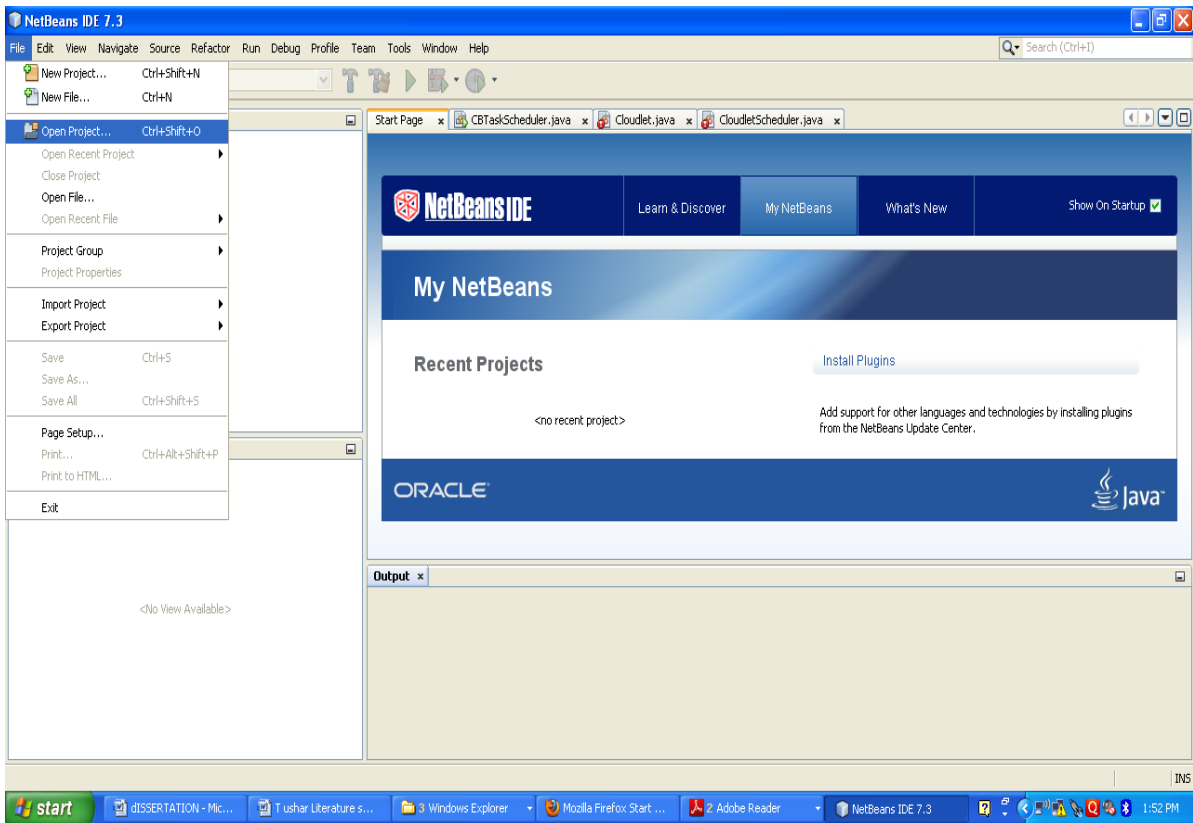 NetBeans IDE 7.3
File Edit View Navigate Source Refactor Run Debug Profile Team Tools Window Help
Search (Ctrl+I)
New Project... Ctrl+Shift+N
New File... Ctrl+N
Open Project... Ctrl+Shift+O
Open Recent Project
Close Project
Open File...
Open Recent File
Project Group
Project Properties
Import Project
Export Project
Save Ctrl+S
Save As...
Save All Ctrl+Shift+S
Page Setup...
Print... Ctrl+Alt+Shift+P
Print to HTML...
Exit
<No View Available>
Start Page CBTaskScheduler.java Cloudlet.java CloudletScheduler.java
NetBeans IDE
Learn & Discover My NetBeans What's New Show On Startup
My NetBeans
Recent Projects
<no recent project>
Install Plugins
Add support for other languages and technologies by installing plugins
from the NetBeans Update Center.
ORACLE
Java
Output
INS
start dISSERTATION - Mic... T ushar Literature s... 3 Windows Explorer Mozilla Firefox Start ... 2 Adobe Reader NetBeans IDE 7.3 1:52 PM